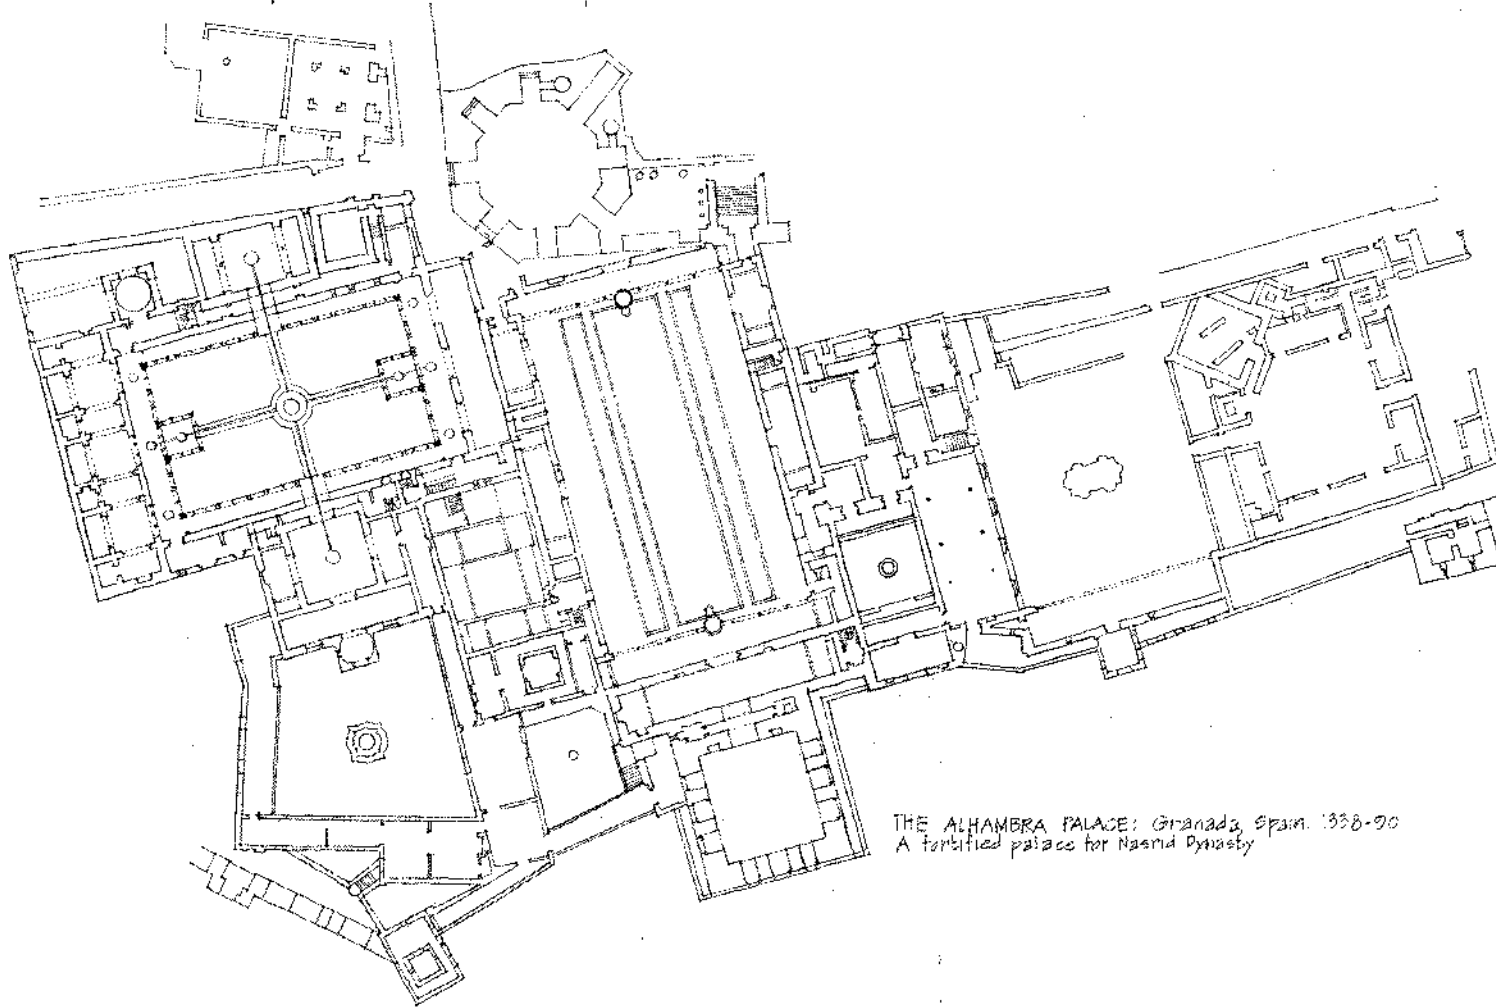 THE ALHAMBRA PALACE: Granada, Spain. 1338-90
A fortified palace for Nasrid Dynasty